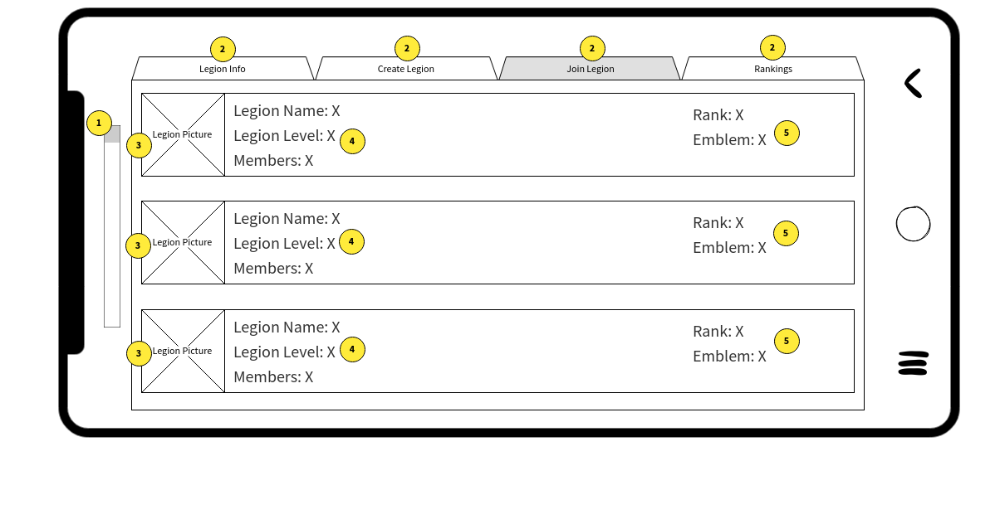 2 2 2 2
Legion Info Create Legion Join Legion Rankings
1
Legion Name: X
Rank: X
Legion Picture
Legion Level: X
Emblem: X
3 4 5
Members: X
Legion Name: X
Rank: X
Legion Picture
Legion Level: X
Emblem: X
3 4 5
Members: X
Legion Name: X
Rank: X
Legion Picture
Legion Level: X
Emblem: X
3 4 5
Members: X